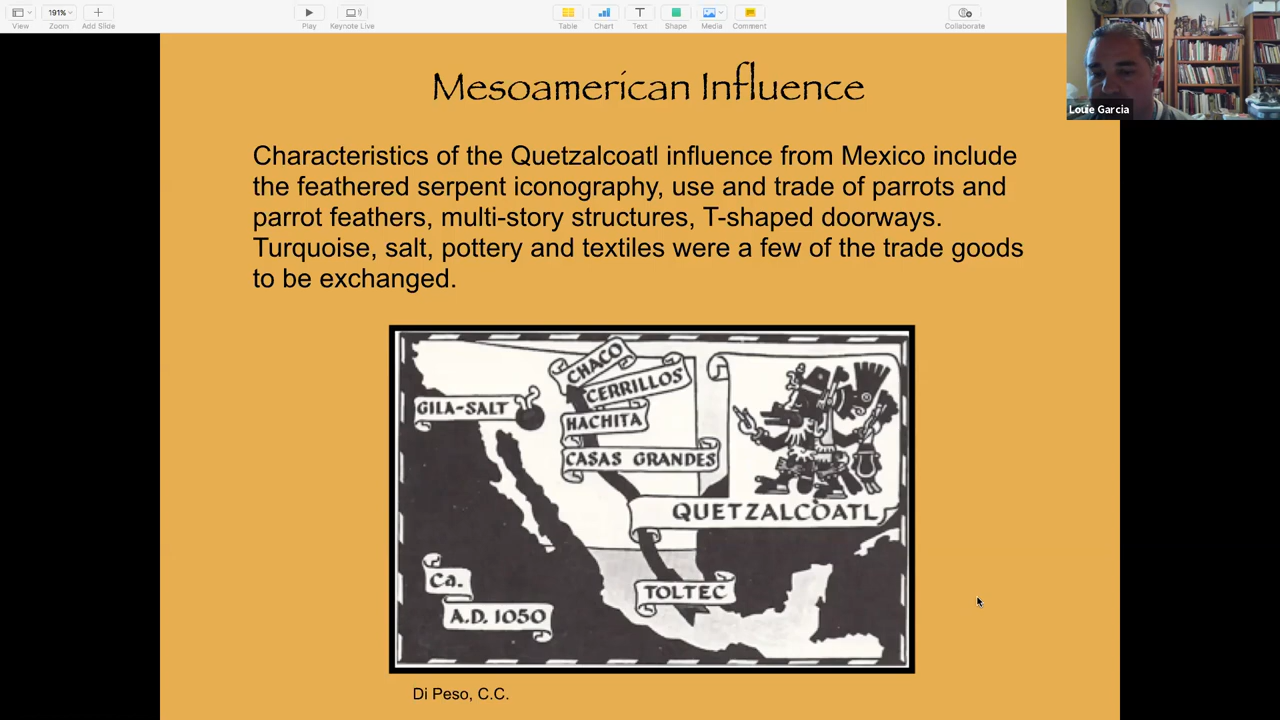 191%
View
Zoom
Add Slide
Play
Keynote Live
Table
Chart
Text
Shape
Media
Comment
Collaborate
Louie Garcia
Mesoamerican Influence
Characteristics of the Quetzalcoatl influence from Mexico include
the feathered serpent iconography, use and trade of parrots and
parrot feathers, multi-story structures, T-shaped doorways.
Turquoise, salt, pottery and textiles were a few of the trade goods
to be exchanged.
CHACO
CERRILLOS
GILA-SALT
HACHITA
CASAS GRANDES
QUETZALCOATL
Ca.
TOLTEC
A.D. 1050
Di Peso, C.C.